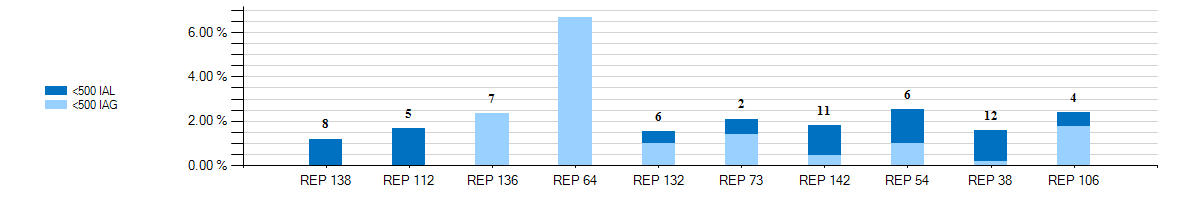 6.00 %
4.00 %
2.00 %
0.00 %
<500 IAL
<500 IAG
8 5 7 6 2 11 6 12 4
REP 138 REP 112 REP 136 REP 64 REP 132 REP 73 REP 142 REP 54 REP 38 REP 106